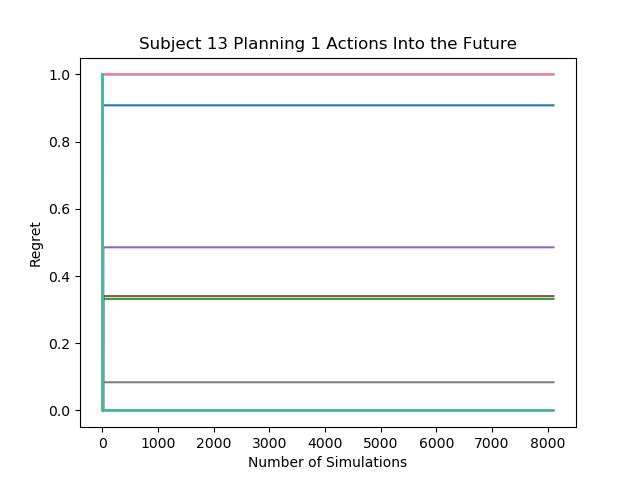 Subject 13 Planning 1 Actions Into the Future
1.0
0.8
0.6
0.4
0.2
0.0
Regret
0 1000 2000 3000 4000 5000 6000 7000 8000
Number of Simulations